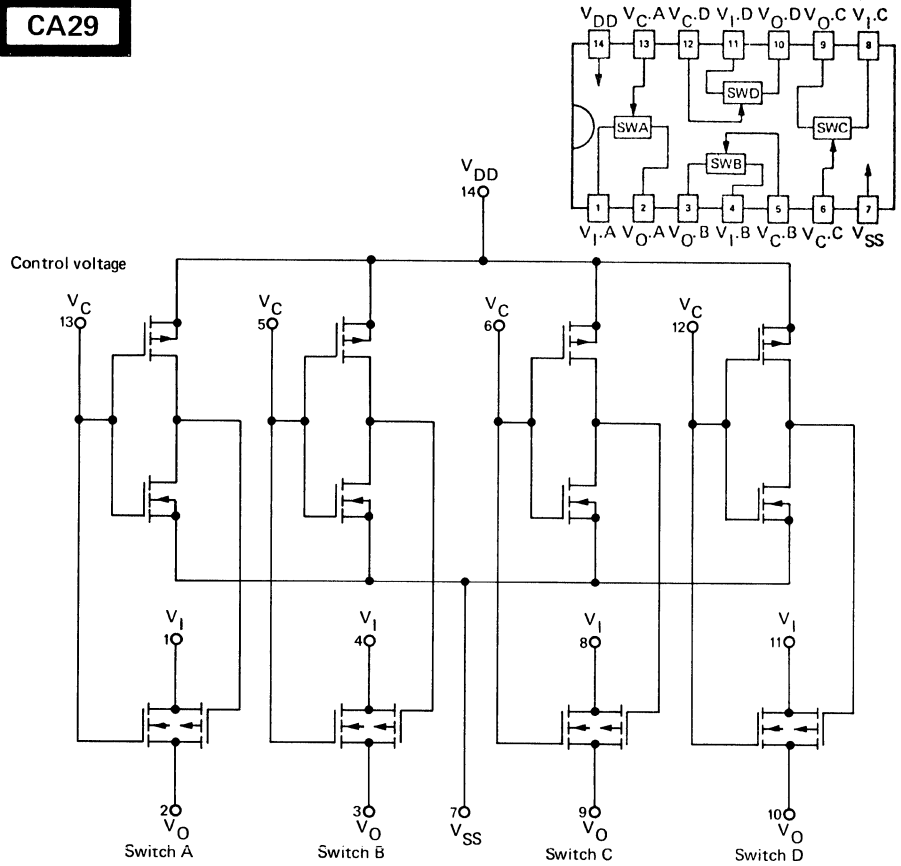 CA29
VDD VC.A VC.D VI.D VO.D VO.C VI.C
14 13 12 11 10 9 8
SWD
SWA SWC
SWB
1 2 3 4 5 6 7
VI.A VO.A VO.B VI.B VC.B VC.C VSS
VDD
14
Control voltage
VC VC VC VC
13 5 6 12
VI VI VI VI
1 4 8 11
2 3 7 9 10
VO VO VSS VO VO
Switch A Switch B Switch C Switch D